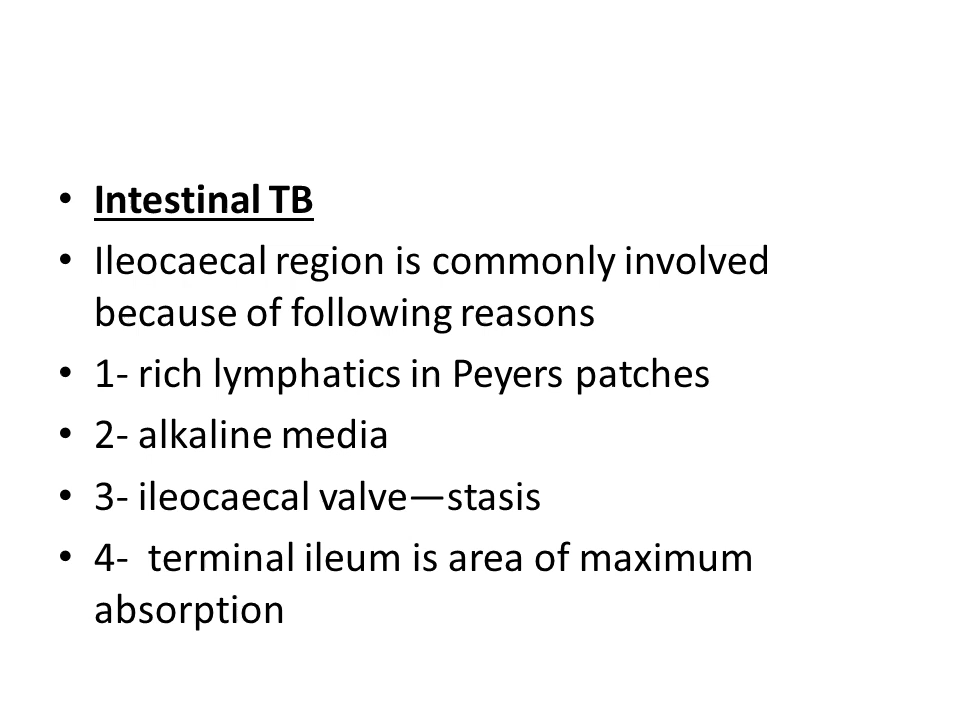 • Intestinal TB
• Ileocaecal region is commonly involved
because of following reasons
• 1- rich lymphatics in Peyers patches
• 2- alkaline media
• 3- ileocaecal valve—stasis
• 4-  terminal ileum is area of maximum
absorption